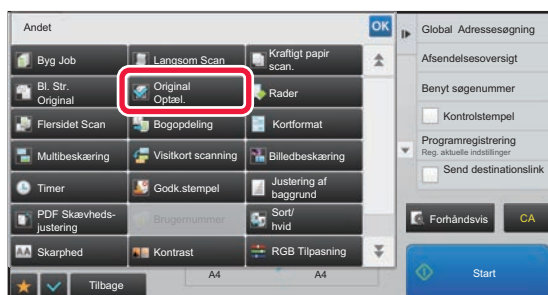 Andet
OK
Byg Job
Langsom Scan
Kraftigt papir
scan.
Bl. Str.
Original
Original
Optæl.
Rader
Flersidet Scan
Bogopdeling
Kortformat
Multibeskæring
Visitkort scanning
Billedbeskæring
Timer
Godk.stempel
Justering af
baggrund
PDF Skævheds-
justering
Brugernummer
Sort/
hvid
Skarphed
Kontrast
RGB Tilpasning
Tilbage
A4
A4
Global Adressesøgning
Afsendelsesoversigt
Benyt søgenummer
Kontrolstempel
Programregistrering
Reg. aktuelle indstillinger
Send destinationslink
Forhåndsvis
CA
Start